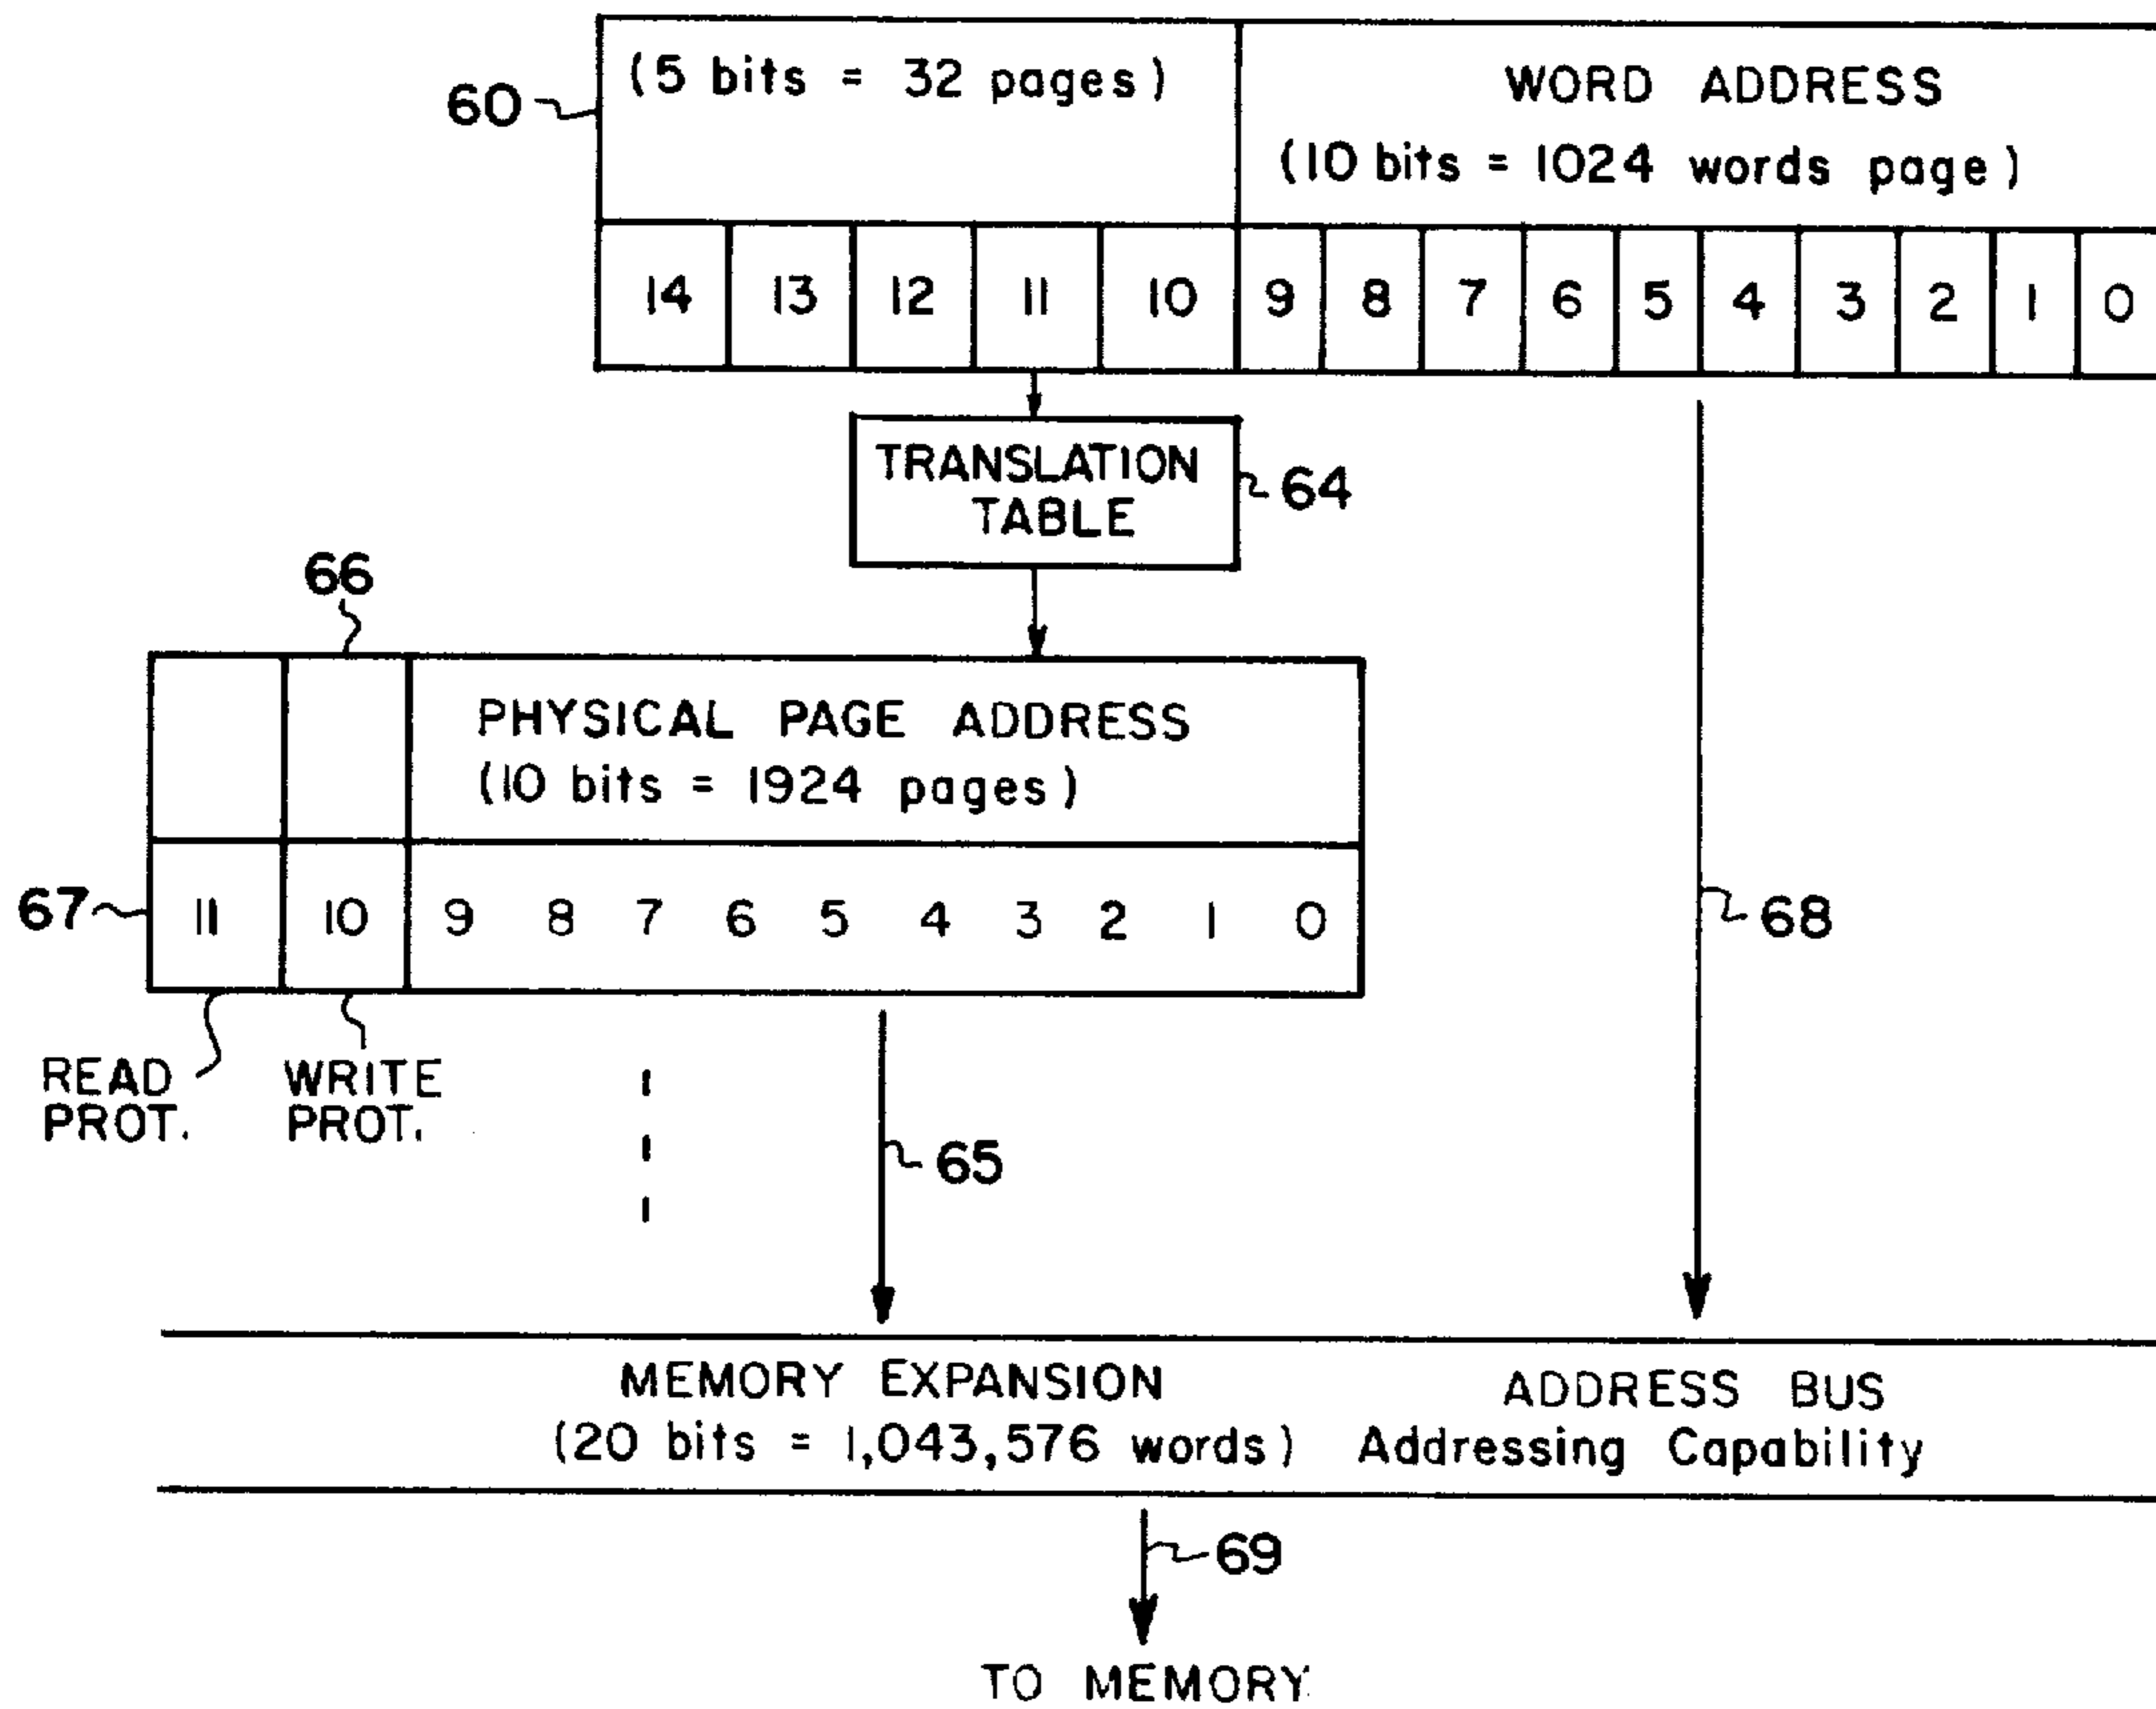 (5 bits = 32 pages)
WORD ADDRESS
60
(10 bits = 1024 words page)
14 13 12 11 10 9 8 7 6 5 4 3 2 1 0
TRANSLATION
TABLE
64
66
PHYSICAL PAGE ADDRESS
(10 bits = 1924 pages)
67
11 10 9 8 7 6 5 4 3 2 1 0
68
READ
PROT.
WRITE
PROT.
65
MEMORY EXPANSION ADDRESS BUS
(20 bits = 1,043,576 words) Addressing Capability
69
TO MEMORY